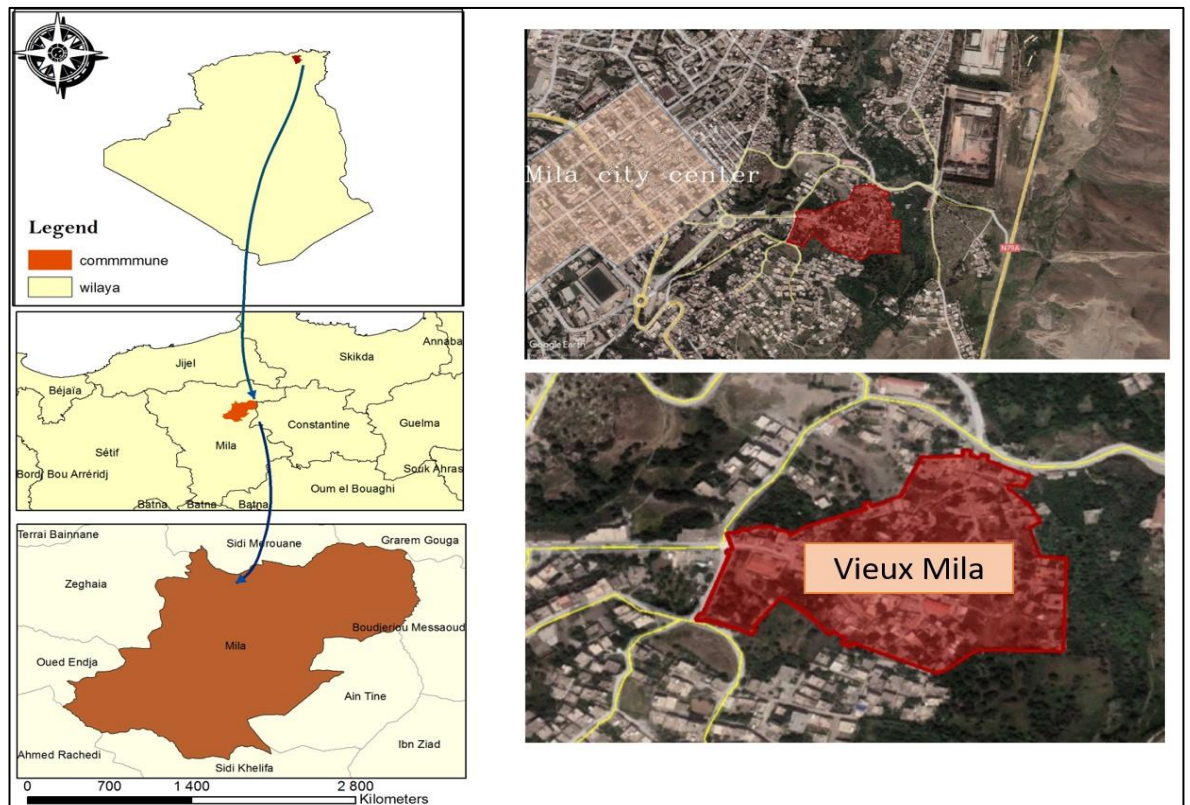 Legend
commmmune
wilaya
Jijel
Skikda
Annaba
Béjaïa
Constantine
Guelma
Sétif
Mila
Bordj Bou Arréridj
Souk Ahras
Batna
Batna
Batna
Oum el Bouaghi
Terrai Bainnane
Sidi Merouane
Grarem Gouga
Zeghaia
Boudjeriou Messaoud
Mila
Oued Endja
Ain Tine
Ibn Ziad
Ahmed Rachedi
Sidi Khelifa
0 700 1 400 2 800
Kilometers
Mila city center
N79A
Google Earth
Vieux Mila